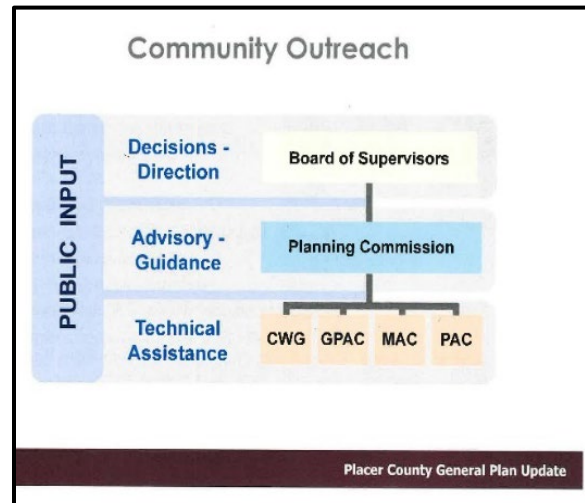 Community Outreach
PUBLIC INPUT
Decisions -
Direction
Board of Supervisors
Advisory -
Guidance
Planning Commission
Technical
Assistance
CWG GPAC MAC PAC
Placer County General Plan Update